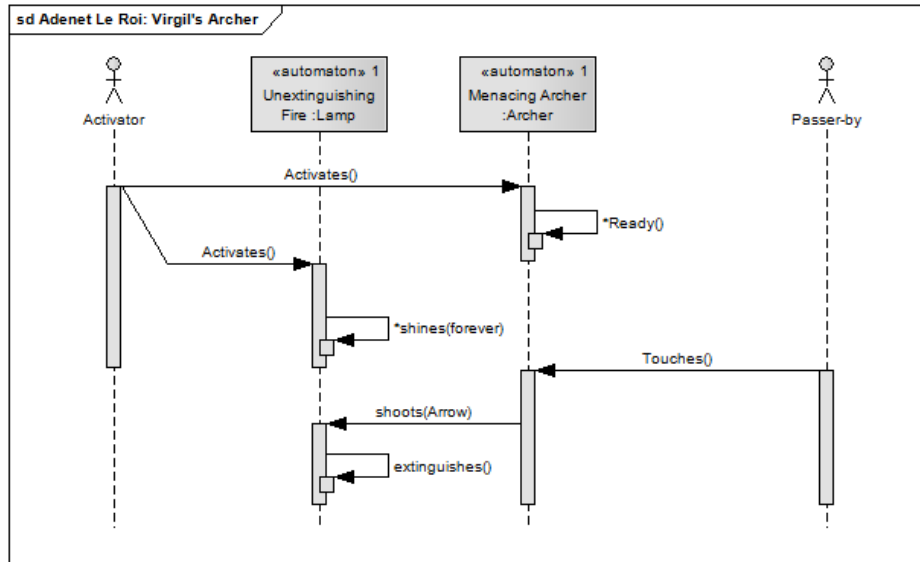 sd Adenet Le Roi: Virgil's Archer
«automaton» 1
Unextinguishing
Fire :Lamp
«automaton» 1
Menacing Archer
:Archer
Activator
Passer-by
Activates()
*Ready()
Activates()
*shines(forever)
Touches()
shoots(Arrow)
extinguishes()